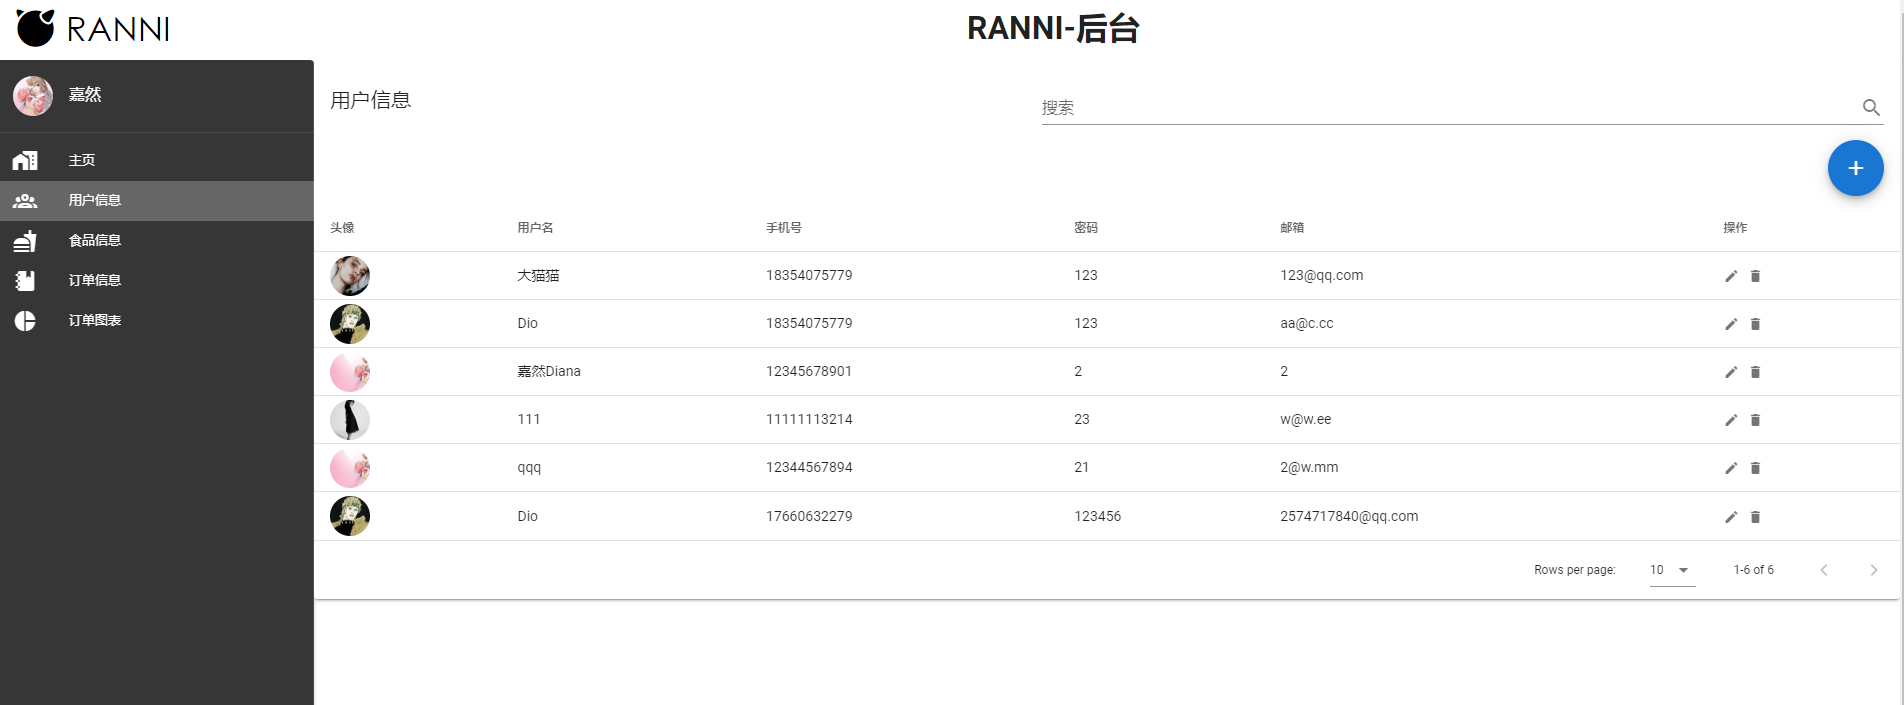 RANNI
RANNI-后台
嘉然
主页
用户信息
食品信息
订单信息
订单图表
用户信息
搜索
头像 用户名 手机号 密码 邮箱 操作
大猫猫 18354075779 123 123@qq.com
Dio 18354075779 123 aa@c.cc
嘉然Diana 12345678901 2 2
111 11111113214 23 w@w.ee
qqq 12344567894 21 2@w.mm
Dio 17660632279 123456 2574717840@qq.com
Rows per page: 10 1-6 of 6